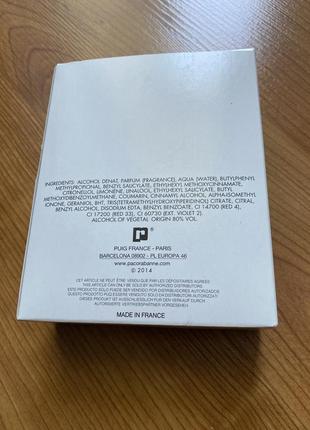 INGREDIENTS: ALCOHOL DENAT, PARFUM (FRAGRANCE), AQUA (WATER), BUTYLPHENYL
METHYLPROPIONAL, BENZYL SALICYLATE, ETHYLHEXYL METHOXYCINNAMATE,
CITRONELLOL, LIMONENE, LINALOOL, ETHYLHEXYL SALICYLATE, BUTYL
METHOXYDIBENZOYLMETHANE, COUMARIN, CINNAMYL ALCOHOL, ALPHA-ISOMETHYL
IONONE, GERANIOL, BHT, TRIS(TETRAMETHYLHYDROXYPIPERIDINOL) CITRATE, CITRAL,
BENZYL ALCOHOL, DISODIUM EDTA, BENZYL BENZOATE, CI 14700 (RED 4),
CI 17200 (RED 33), CI 60730 (EXT. VIOLET 2).
ALCOHOL OF VEGETAL ORIGIN 80% VOL.
PUIG FRANCE - PARIS
BARCELONA 08902 - PL EUROPA 46
www.pacorabanne.com
© 2014
CET ARTICLE NE PEUT ÊTRE VENDU QUE PAR LES DÉPOSITAIRES AGRÉÉS
THIS ARTICLE CAN ONLY BE SOLD BY AUTHORIZED DISTRIBUTORS
ESTE PRODUCTO SOLO PUEDE SER VENDIDO POR DISTRIBUIDORES AUTORIZADOS
QUESTO PRODOTTO PUO ESSERE VENDUTO SOLO DA DISTRIBUTORI AUTORIZZATI
DIESES PRODUKT IST AUSSCHLIESSLICH FÜR DEN VERKAUF DURCH
AUTORISIERTE VERTRIEBSPARTNER VORGESEHEN
MADE IN FRANCE